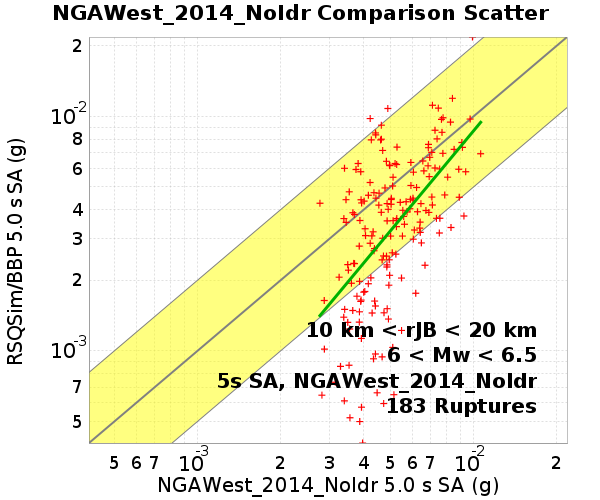 NGAWest_2014_NoIdr Comparison Scatter
RSQSim/BBP 5.0 s SA (g)
2
10-2
8
6
4
3
2
10-3
7
5
10 km < rJB < 20 km
6 < Mw < 6.5
5s SA, NGAWest_2014_NoIdr
183 Ruptures
5 6 7 10-3 2 3 4 5 6 7 10-2 2
NGAWest_2014_NoIdr 5.0 s SA (g)